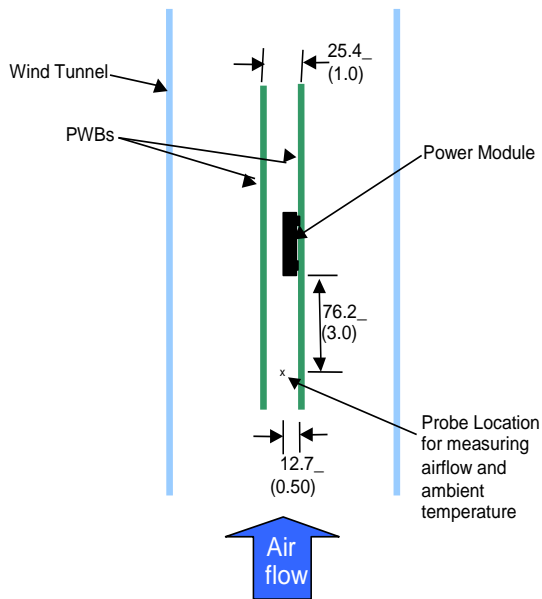 25.4_
(1.0)
Wind Tunnel
PWBs
Power Module
76.2_
(3.0)
x
Probe Location
for measuring
airflow and
ambient
temperature
12.7_
(0.50)
Air
flow